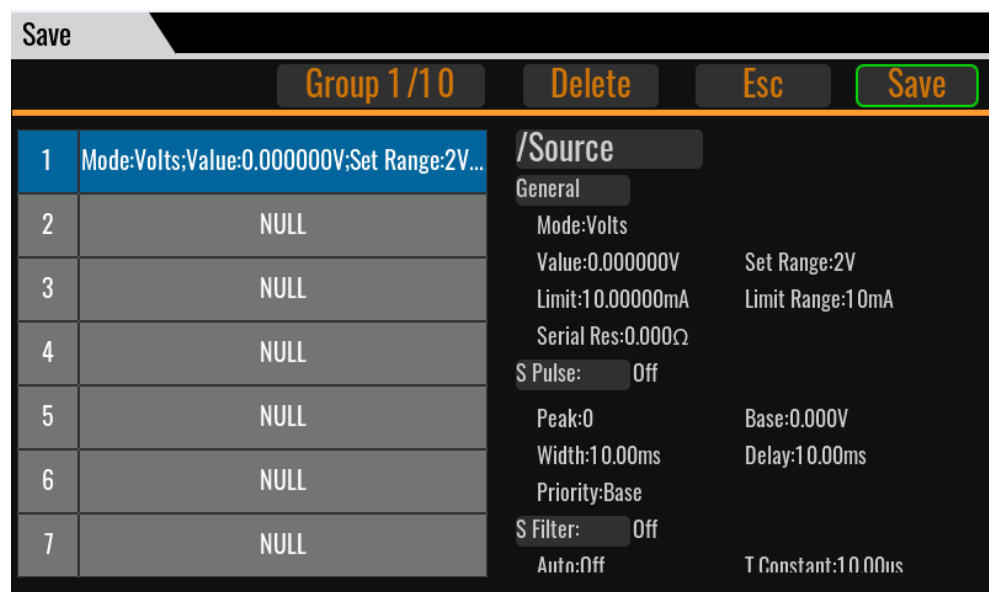 Save
Group 1/10 Delete Esc Save
1 Mode:Volts;Value:0.000000V;Set Range:2V...
2 NULL
3 NULL
4 NULL
5 NULL
6 NULL
7 NULL
/Source
General
Mode:Volts
Value:0.000000V Set Range:2V
Limit:10.00000mA Limit Range:10mA
Serial Res:0.000Ω
S Pulse: Off
Peak:0 Base:0.000V
Width:10.00ms Delay:10.00ms
Priority:Base
S Filter: Off
Auto:Off T Constant:10.00us